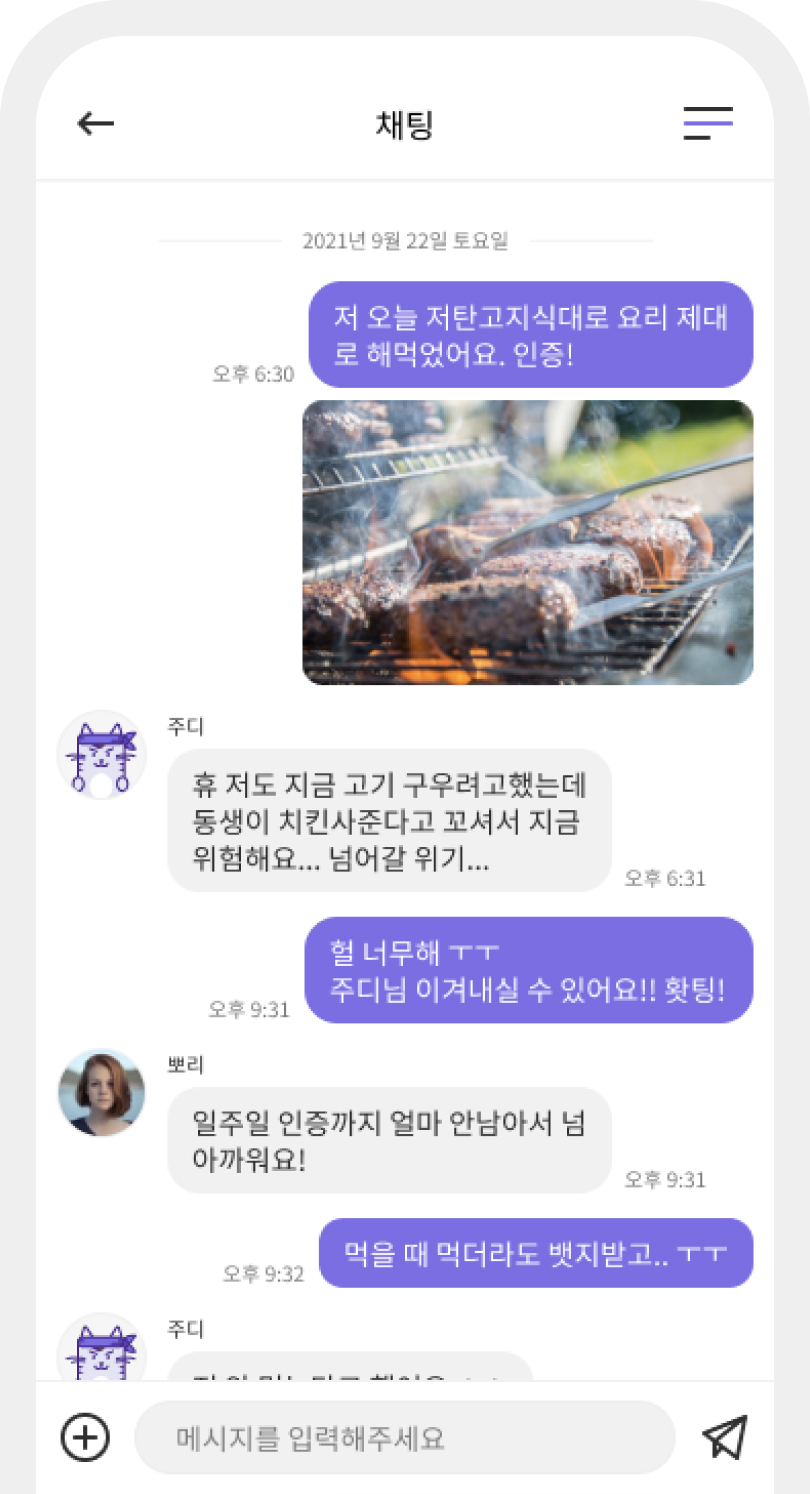 채팅
2021년 9월 22일 토요일
저 오늘 저탄고지식대로 요리 제대
로 해먹었어요. 인증!
오후 6:30
주디
휴 저도 지금 고기 구우려고했는데
동생이 치킨사준다고 꼬셔서 지금
위험해요... 넘어갈 위기...
오후 6:31
헐 너무해 ㅜㅜ
주디님 이겨내실 수 있어요!! 홧팅!
오후 9:31
뽀리
일주일 인증까지 얼마 안남아서 넘
아까워요!
오후 9:31
먹을 때 먹더라도 뱃지받고.. ㅜㅜ
오후 9:32
주디
메시지를 입력해주세요